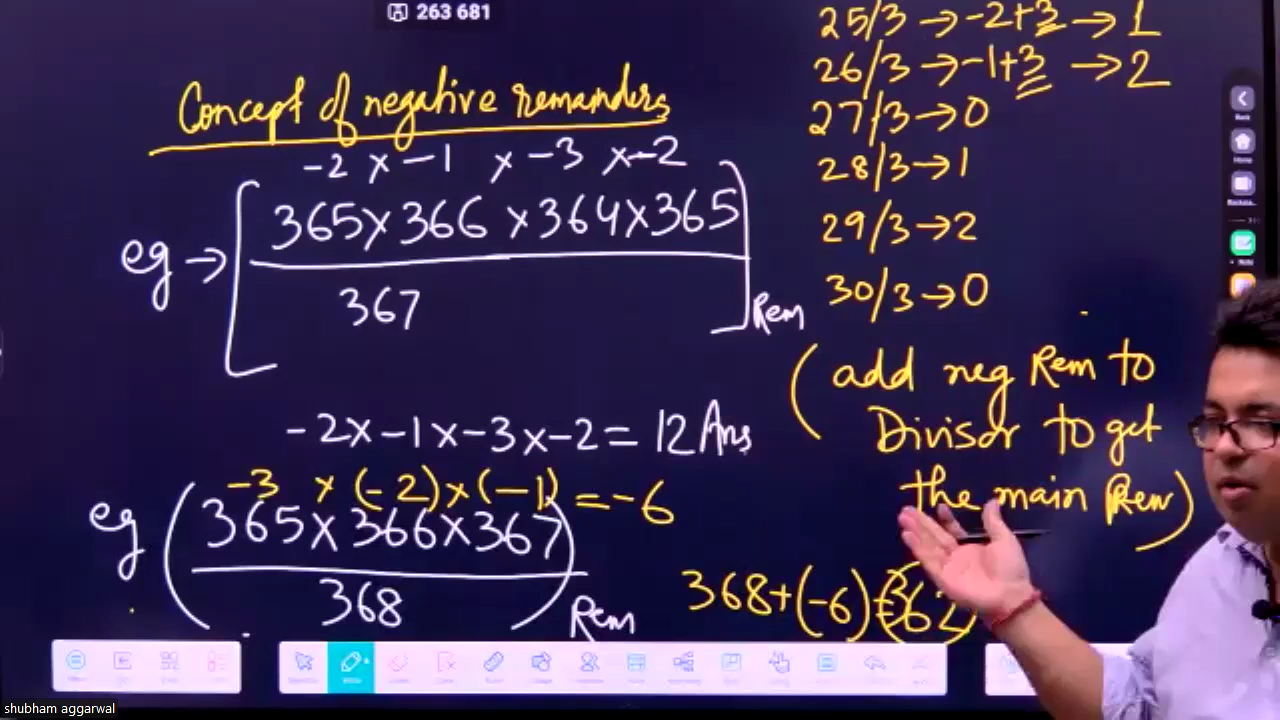 263 681
25/3 → -2+3 → 1
26/3 → -1+3 → 2
27/3 → 0
28/3 → 1
29/3 → 2
30/3 → 0
(add neg Rem to
Divisor to get
the main Rem)
Concept of negative remainders
-2 × -1 × -3 × -2
eg → [365×366×364×365
367
]Rem
-2×-1×-3×-2 = 12 Ans
-3 × (-2) × (-1) = -6
eg (365×366×367
368
)Rem
368+(-6) = 362
Back
Home
shubham aggarwal